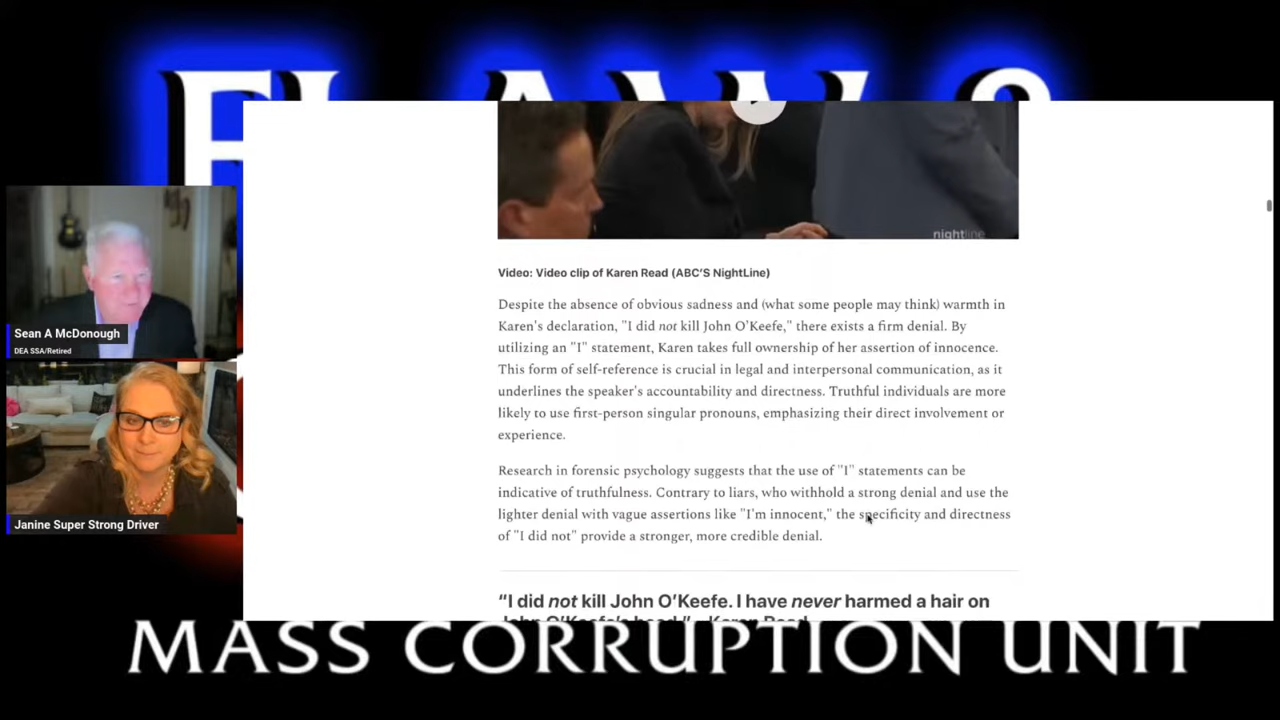 nightline
Video: Video clip of Karen Read (ABC'S NightLine)
Despite the absence of obvious sadness and (what some people may think) warmth in
Karen's declaration, "I did not kill John O'Keefe," there exists a firm denial. By
utilizing an "I" statement, Karen takes full ownership of her assertion of innocence.
This form of self-reference is crucial in legal and interpersonal communication, as it
underlines the speaker's accountability and directness. Truthful individuals are more
likely to use first-person singular pronouns, emphasizing their direct involvement or
experience.
Research in forensic psychology suggests that the use of "I" statements can be
indicative of truthfulness. Contrary to liars, who withhold a strong denial and use the
lighter denial with vague assertions like "I'm innocent," the specificity and directness
of "I did not" provide a stronger, more credible denial.
"I did not kill John O'Keefe. I have never harmed a hair on
John O'Keefe's head." - Karen Read
Sean A McDonough
DEA SSA/Retired
Janine Super Strong Driver
MASS CORRUPTION UNIT